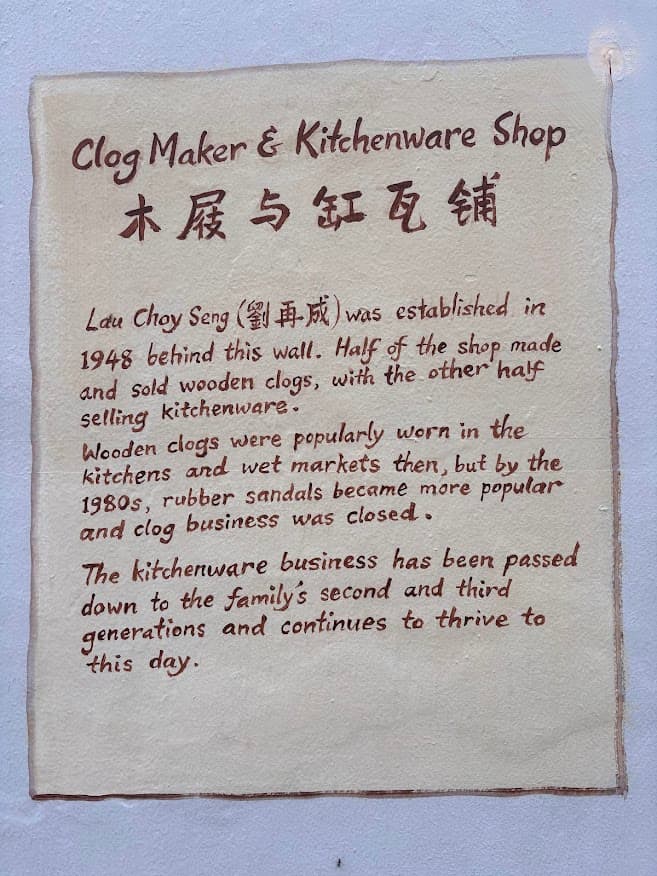 Clog Maker & Kitchenware Shop
木屐与缸瓦铺
Lau Choy Seng (劉再成) was established in
1948 behind this wall. Half of the shop made
and sold wooden clogs, with the other half
selling kitchenware.
Wooden clogs were popularly worn in the
kitchens and wet markets then, but by the
1980s, rubber sandals became more popular
and clog business was closed.
The kitchenware business has been passed
down to the family's second and third
generations and continues to thrive to
this day.